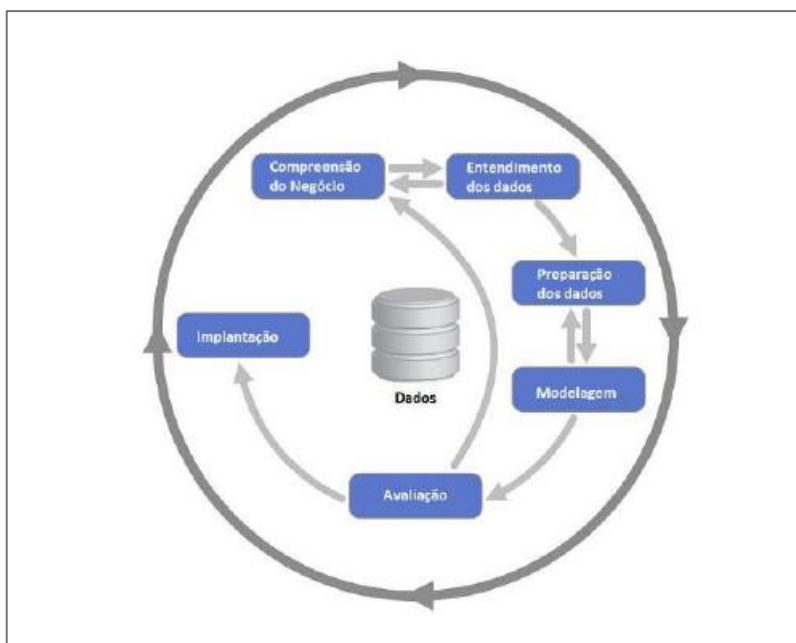 Compreensão
do Negócio
Entendimento
dos dados
Preparação
dos dados
Implantação
Modelagem
Dados
Avaliação